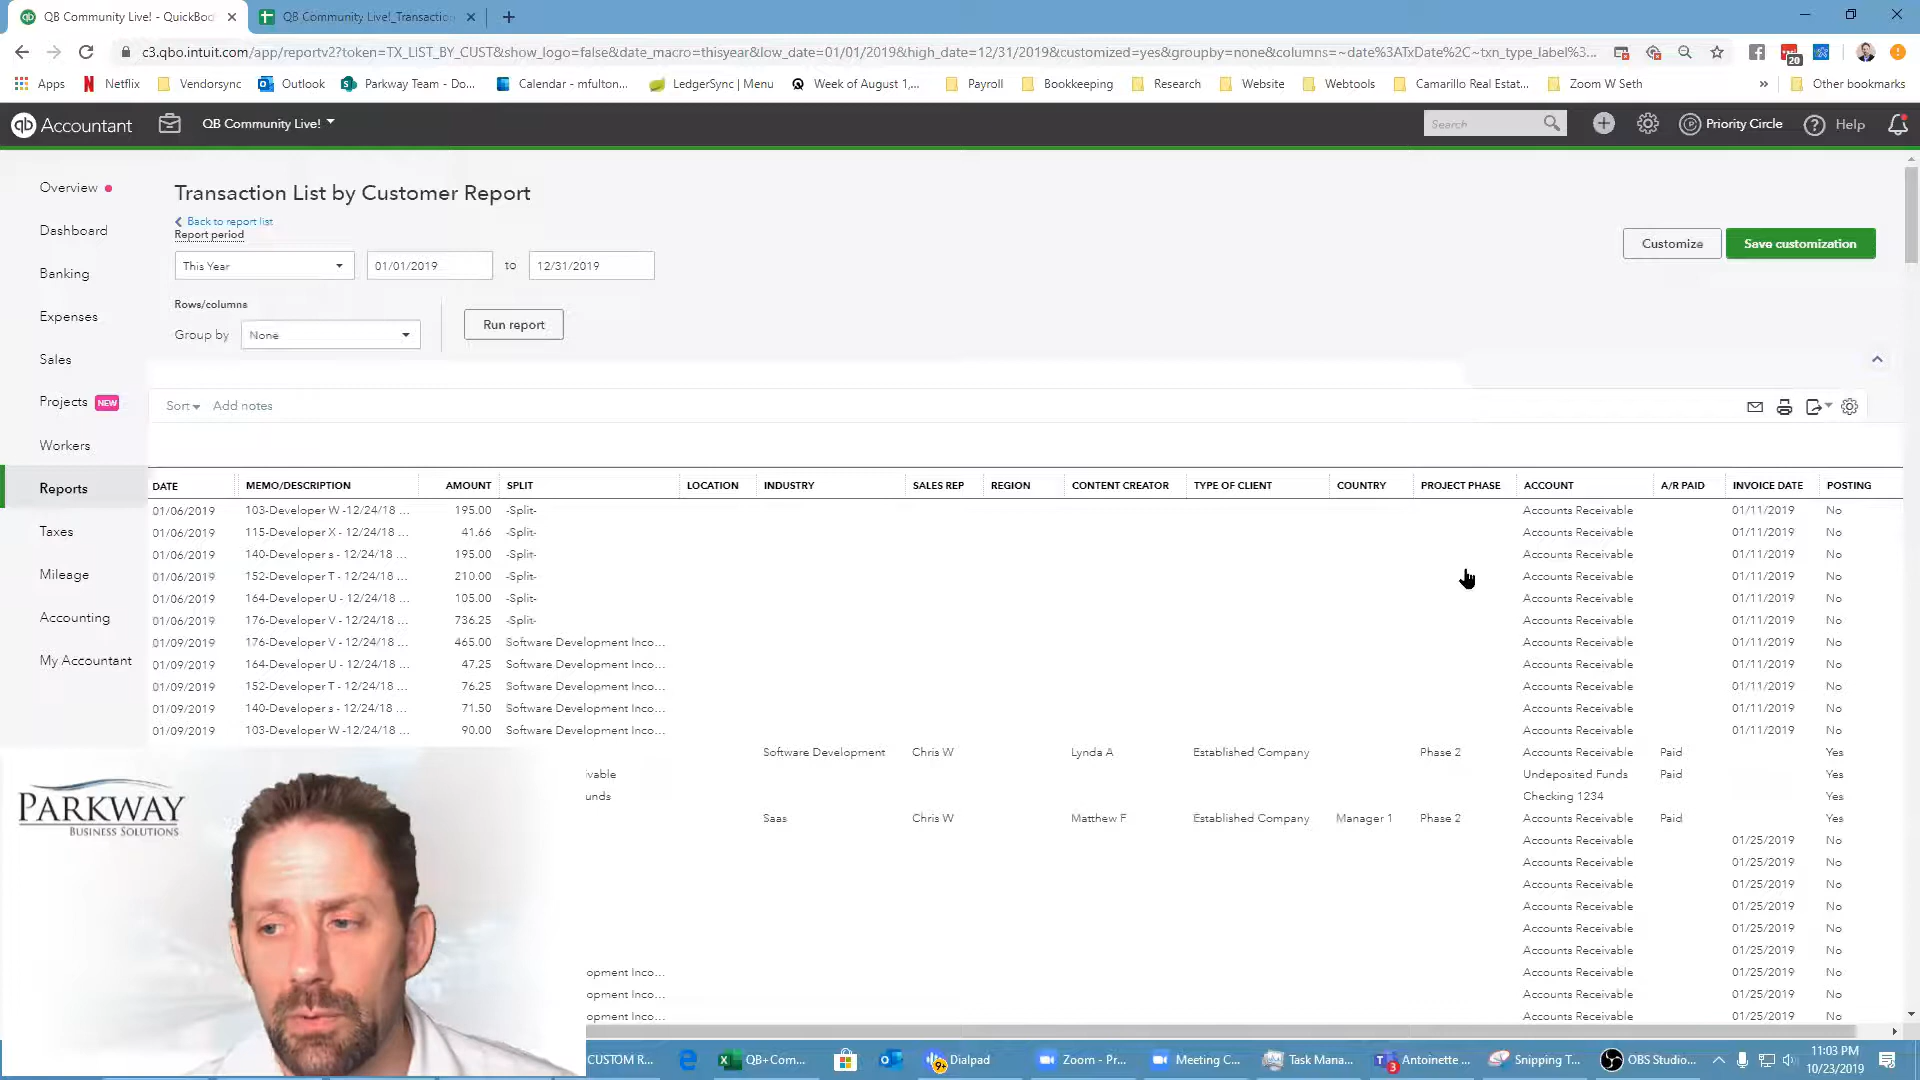 QB Community Live! - QuickBoo
QB Community Live!_Transactio
c3.qbo.intuit.com/app/reportv2?token=TX_LIST_BY_CUST&show_logo=false&date_macro=thisyear&low_date=01/01/2019&high_date=12/31/2019&customized=yes&groupby=none&columns=~date%3ATxDate%2C~txn_type_label%3...
20
Apps Netflix Vendorsync Outlook Parkway Team - Do... Calendar - mfulton... LedgerSync | Menu Week of August 1,... Payroll Bookkeeping Research Website Webtools Camarillo Real Estat... Zoom W Seth » Other bookmarks
qb Accountant QB Community Live! Search Priority Circle Help
Overview
Dashboard
Banking
Expenses
Sales
Projects NEW
Workers
Reports
Taxes
Mileage
Accounting
My Accountant
Transaction List by Customer Report
Back to report list
Report period
This Year 01/01/2019 to 12/31/2019
Customize Save customization
Rows/columns
Group by None Run report
Sort Add notes
DATE MEMO/DESCRIPTION AMOUNT SPLIT LOCATION INDUSTRY SALES REP REGION CONTENT CREATOR TYPE OF CLIENT COUNTRY PROJECT PHASE ACCOUNT A/R PAID INVOICE DATE POSTING
01/06/2019 103-Developer W -12/24/18 ... 195.00 -Split- Accounts Receivable 01/11/2019 No
01/06/2019 115-Developer X - 12/24/18 ... 41.66 -Split- Accounts Receivable 01/11/2019 No
01/06/2019 140-Developer s - 12/24/18 ... 195.00 -Split- Accounts Receivable 01/11/2019 No
01/06/2019 152-Developer T - 12/24/18 ... 210.00 -Split- Accounts Receivable 01/11/2019 No
01/06/2019 164-Developer U - 12/24/18 ... 105.00 -Split- Accounts Receivable 01/11/2019 No
01/06/2019 176-Developer V - 12/24/18 ... 736.25 -Split- Accounts Receivable 01/11/2019 No
01/09/2019 176-Developer V - 12/24/18 ... 465.00 Software Development Inco... Accounts Receivable 01/11/2019 No
01/09/2019 164-Developer U - 12/24/18 ... 47.25 Software Development Inco... Accounts Receivable 01/11/2019 No
01/09/2019 152-Developer T - 12/24/18 ... 76.25 Software Development Inco... Accounts Receivable 01/11/2019 No
01/09/2019 140-Developer s - 12/24/18 ... 71.50 Software Development Inco... Accounts Receivable 01/11/2019 No
01/09/2019 103-Developer W -12/24/18 ... 90.00 Software Development Inco... Accounts Receivable 01/11/2019 No
Software Development Chris W Lynda A Established Company Phase 2 Accounts Receivable Paid Yes
ivable Undeposited Funds Paid Yes
unds Checking 1234 Yes
Saas Chris W Matthew F Established Company Manager 1 Phase 2 Accounts Receivable Paid Yes
Accounts Receivable 01/25/2019 No
Accounts Receivable 01/25/2019 No
Accounts Receivable 01/25/2019 No
Accounts Receivable 01/25/2019 No
Accounts Receivable 01/25/2019 No
Accounts Receivable 01/25/2019 No
opment Inco... Accounts Receivable 01/25/2019 No
opment Inco... Accounts Receivable 01/25/2019 No
opment Inco... Accounts Receivable 01/25/2019 No
PARKWAY
BUSINESS SOLUTIONS
CUSTOM R... QB+Com... 9+ Dialpad Zoom - Pr... Meeting C... Task Mana... 3 Antoinette ... Snipping T... OBS Studio...
11:03 PM
10/23/2019